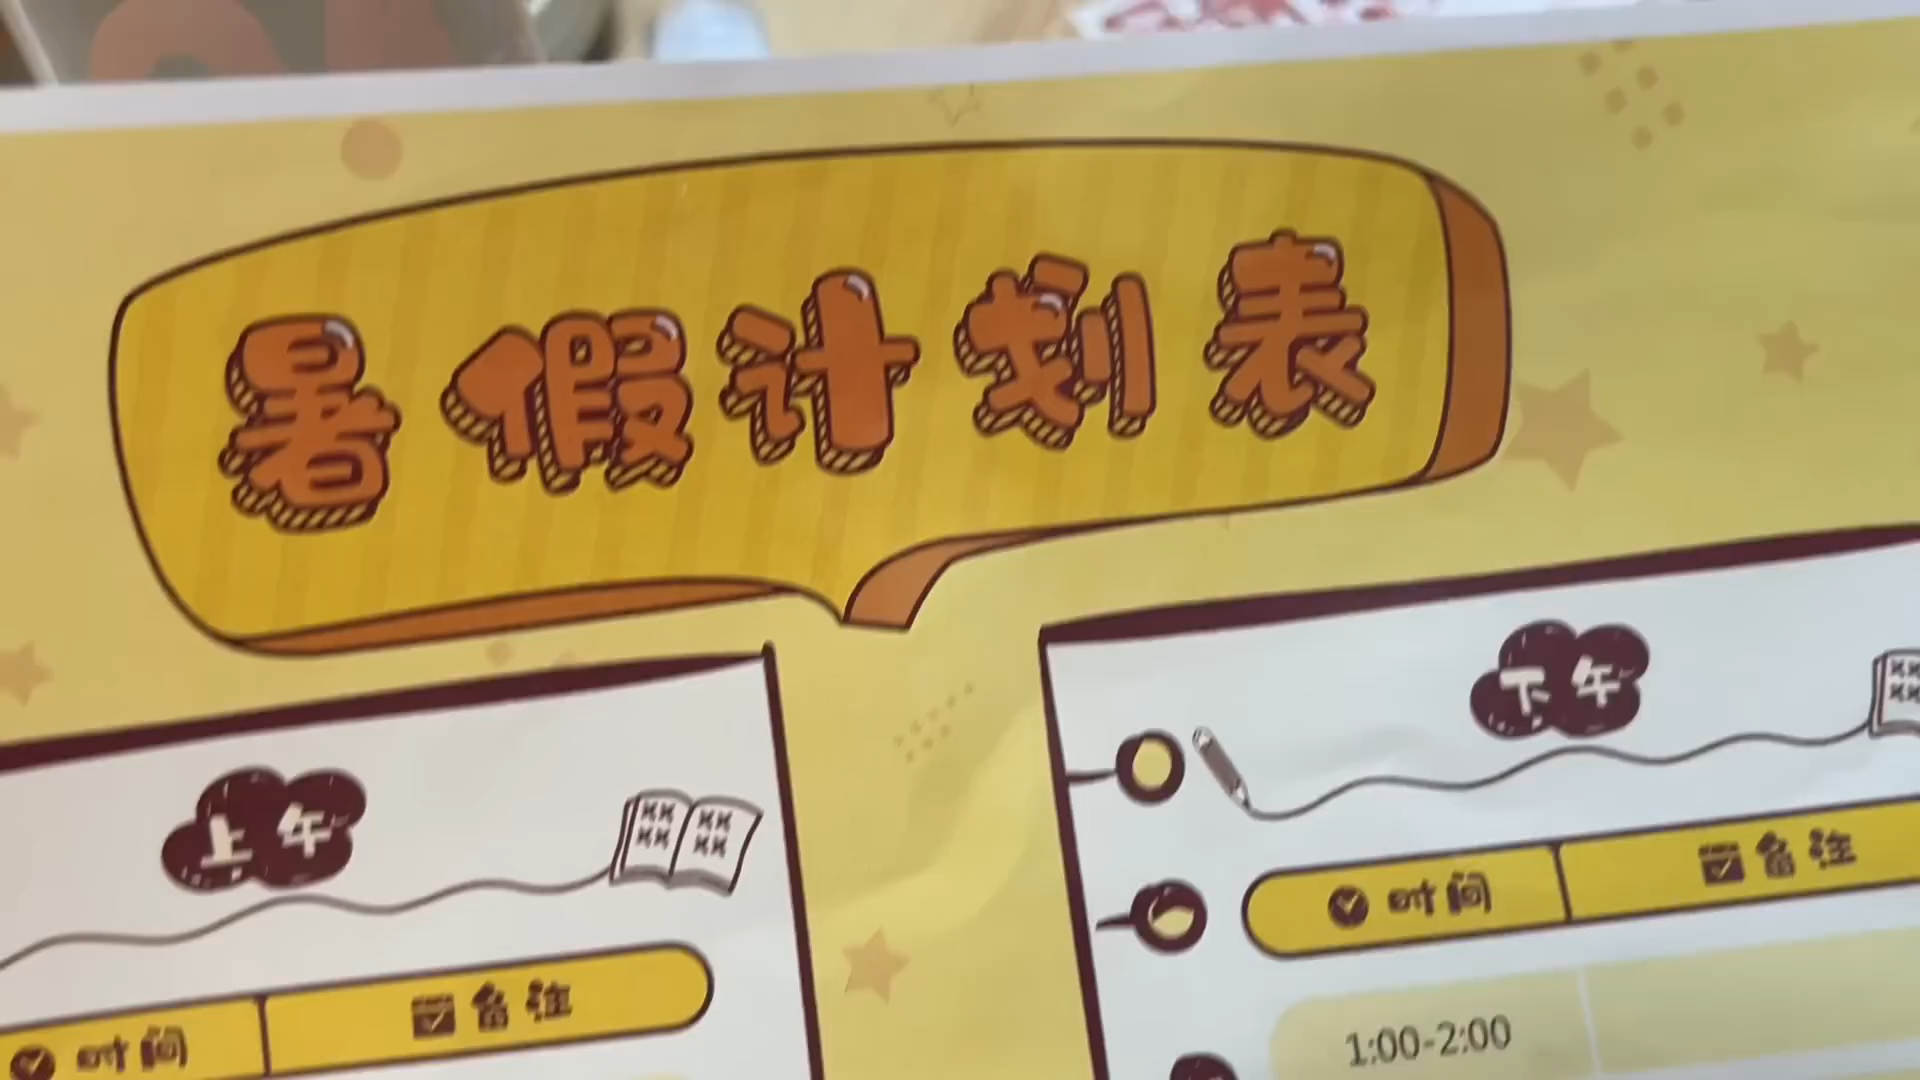 暑假计划表
上午
时间 备注
下午
时间 备注
1:00-2:00